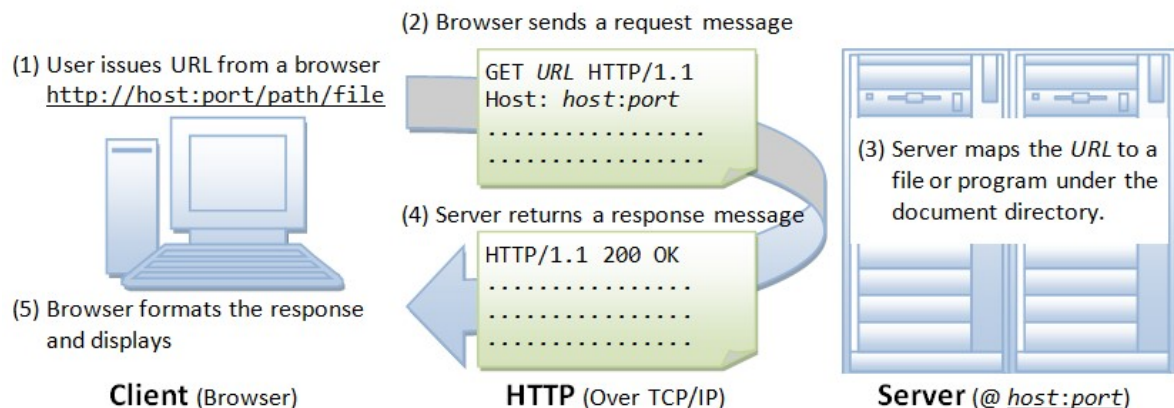 (1) User issues URL from a browser
http://host:port/path/file
(2) Browser sends a request message
GET URL HTTP/1.1
Host: host:port
..................
..................
(3) Server maps the URL to a
file or program under the
document directory.
(4) Server returns a response message
HTTP/1.1 200 OK
................
................
................
(5) Browser formats the response
and displays
Client (Browser)
HTTP (Over TCP/IP)
Server (@ host:port)